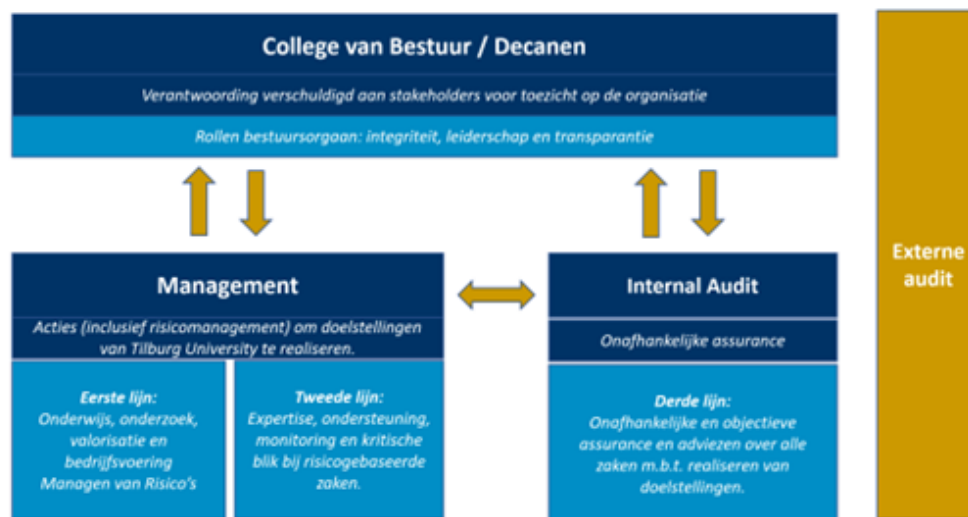 College van Bestuur / Decanen
Verantwoording verschuldigd aan stakeholders voor toezicht op de organisatie
Rollen bestuursorgaan: integriteit, leiderschap en transparantie
Management
Acties (inclusief risicomanagement) om doelstellingen
van Tilburg University te realiseren.
Eerste lijn:
Onderwijs, onderzoek,
valorisatie en
bedrijfsvoering
Managen van Risico's
Tweede lijn:
Expertise, ondersteuning,
monitoring en kritische
blik bij risicogebaseerde
zaken.
Internal Audit
Onafhankelijke assurance
Derde lijn:
Onafhankelijke en objectieve
assurance en adviezen over alle
zaken m.b.t. realiseren van
doelstellingen.
Externe
audit